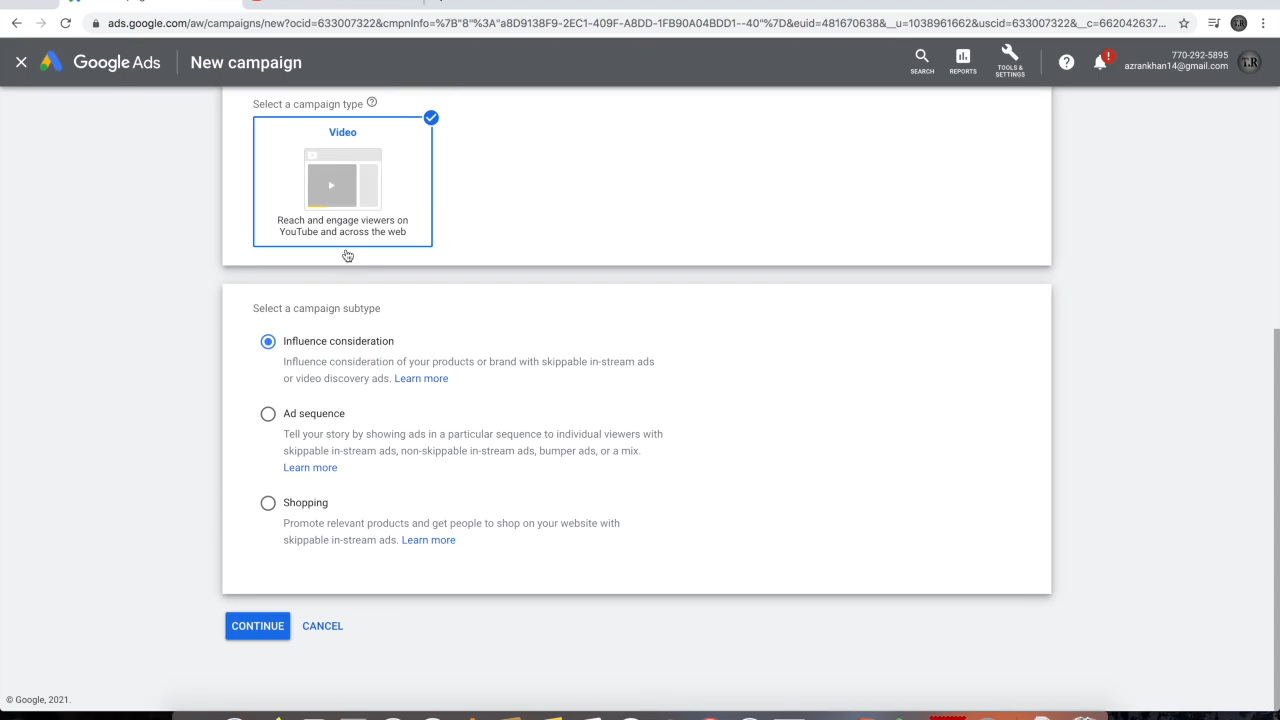 ads.google.com/aw/campaigns/new?ocid=633007322&cmpnInfo=%7B"8"%3A"a8D9138F9-2EC1-409F-A8DD-1FB90A04BDD1--40"%7D&euid=481670638&__u=1038961662&uscid=633007322&__c=662042637...
T.R
Google Ads
New campaign
SEARCH
REPORTS
TOOLS &
SETTINGS
!
770-292-5895
azrankhan14@gmail.com
T.R
Select a campaign type
Video
Reach and engage viewers on
YouTube and across the web
Select a campaign subtype
Influence consideration
Influence consideration of your products or brand with skippable in-stream ads
or video discovery ads. Learn more
Ad sequence
Tell your story by showing ads in a particular sequence to individual viewers with
skippable in-stream ads, non-skippable in-stream ads, bumper ads, or a mix.
Learn more
Shopping
Promote relevant products and get people to shop on your website with
skippable in-stream ads. Learn more
CONTINUE
CANCEL
© Google, 2021.